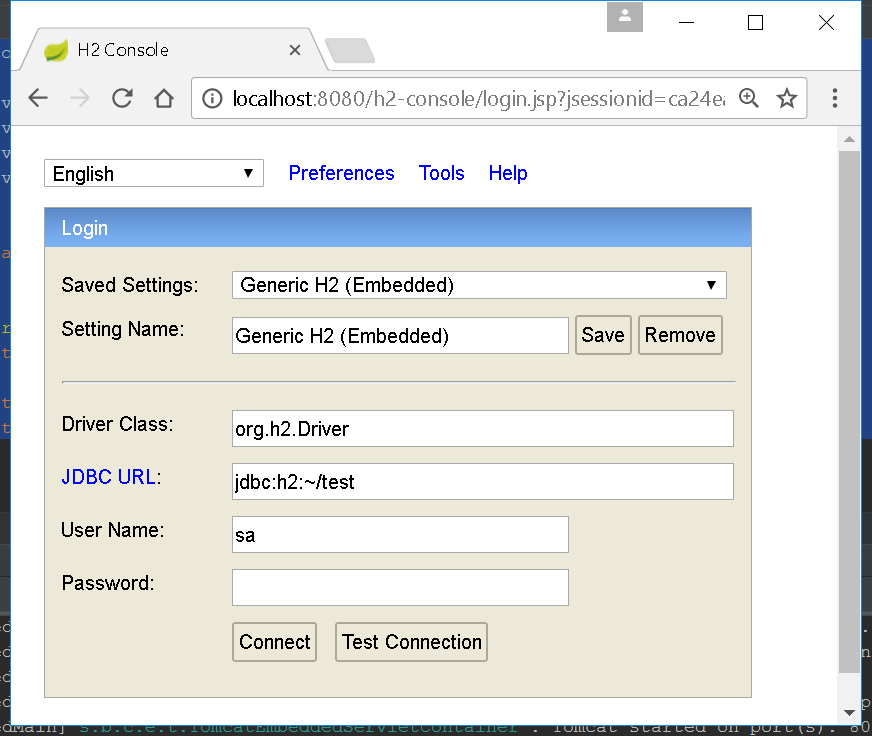 H2 Console
localhost:8080/h2-console/login.jsp?jsessionid=ca24ea
English Preferences Tools Help
Login
Saved Settings: Generic H2 (Embedded)
Setting Name: Generic H2 (Embedded) Save Remove
Driver Class: org.h2.Driver
JDBC URL: jdbc:h2:~/test
User Name: sa
Password:
Connect Test Connection
edMain] s.b.c.e.t.TomcatEmbeddedServletContainer : Tomcat started on port(s): 80